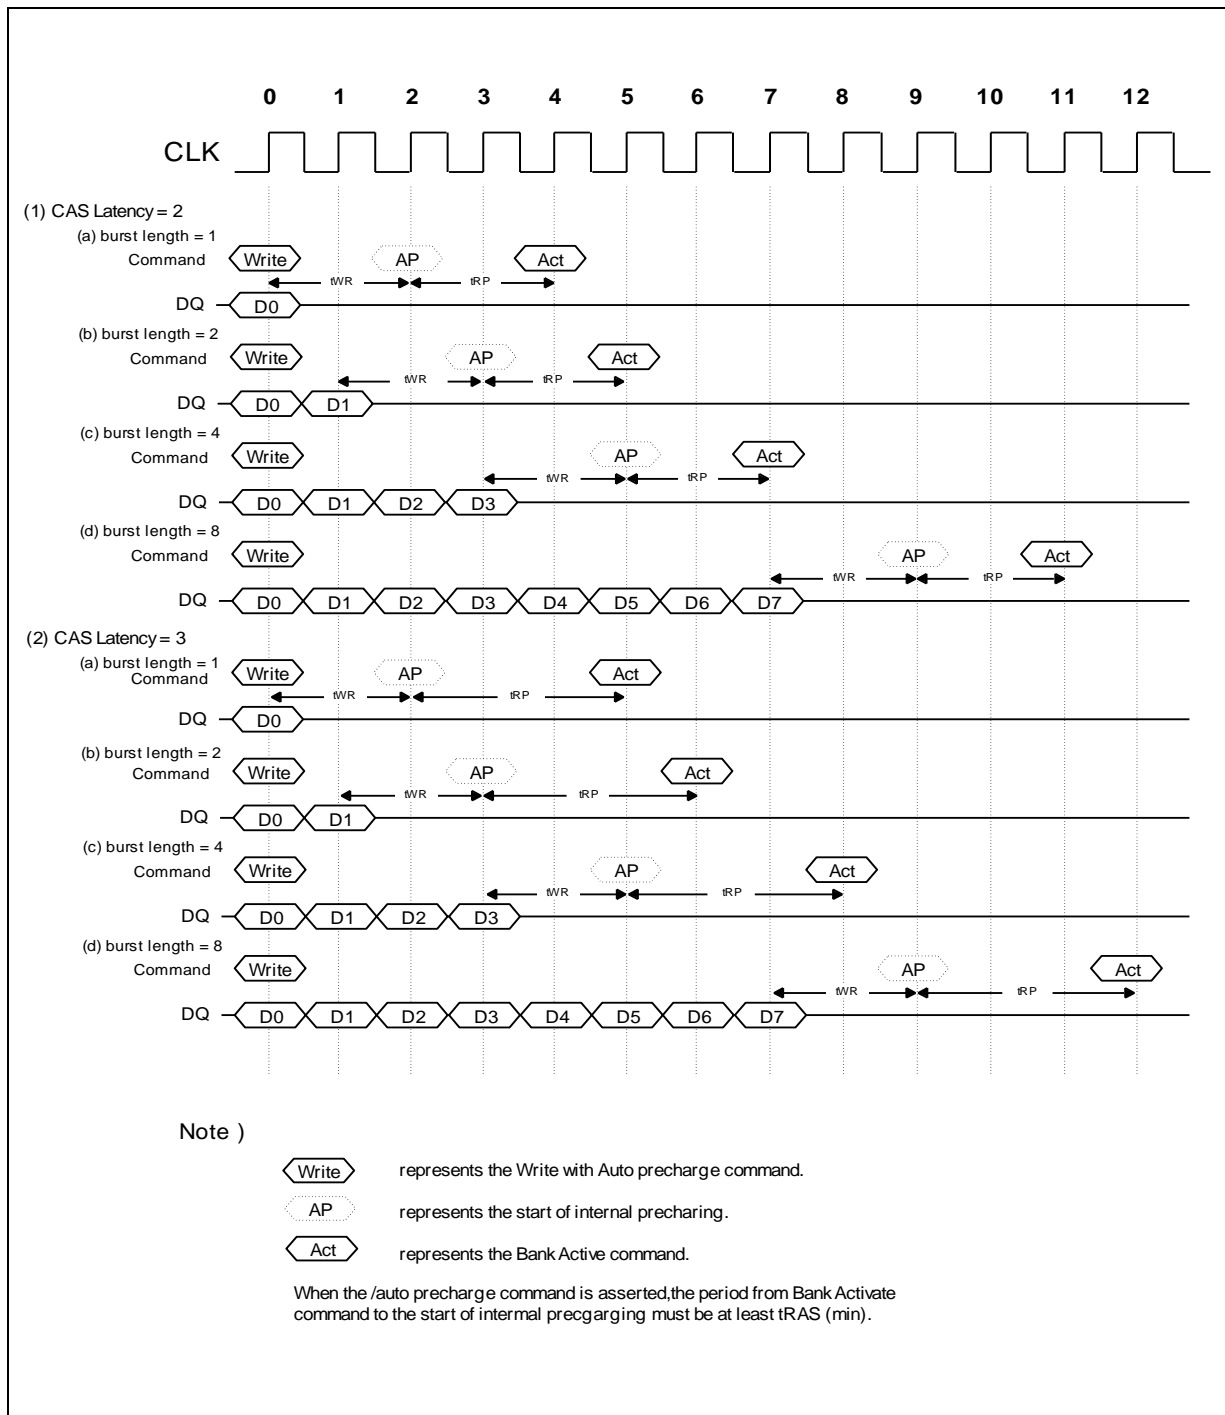 0 1 2 3 4 5 6 7 8 9 10 11 12
CLK
(1) CAS Latency = 2
(a) burst length = 1
Command Write AP Act
tWR tRP
DQ D0
(b) burst length = 2
Command Write AP Act
tWR tRP
DQ D0 D1
(c) burst length = 4
Command Write AP Act
tWR tRP
DQ D0 D1 D2 D3
(d) burst length = 8
Command Write AP Act
tWR tRP
DQ D0 D1 D2 D3 D4 D5 D6 D7
(2) CAS Latency = 3
(a) burst length = 1
Command Write AP Act
tWR tRP
DQ D0
(b) burst length = 2
Command Write AP Act
tWR tRP
DQ D0 D1
(c) burst length = 4
Command Write AP Act
tWR tRP
DQ D0 D1 D2 D3
(d) burst length = 8
Command Write AP Act
tWR tRP
DQ D0 D1 D2 D3 D4 D5 D6 D7
Note )
Write represents the Write with Auto precharge command.
AP represents the start of internal precharing.
Act represents the Bank Active command.
When the /auto precharge command is asserted,the period from Bank Activate
command to the start of intermal precgarging must be at least tRAS (min).